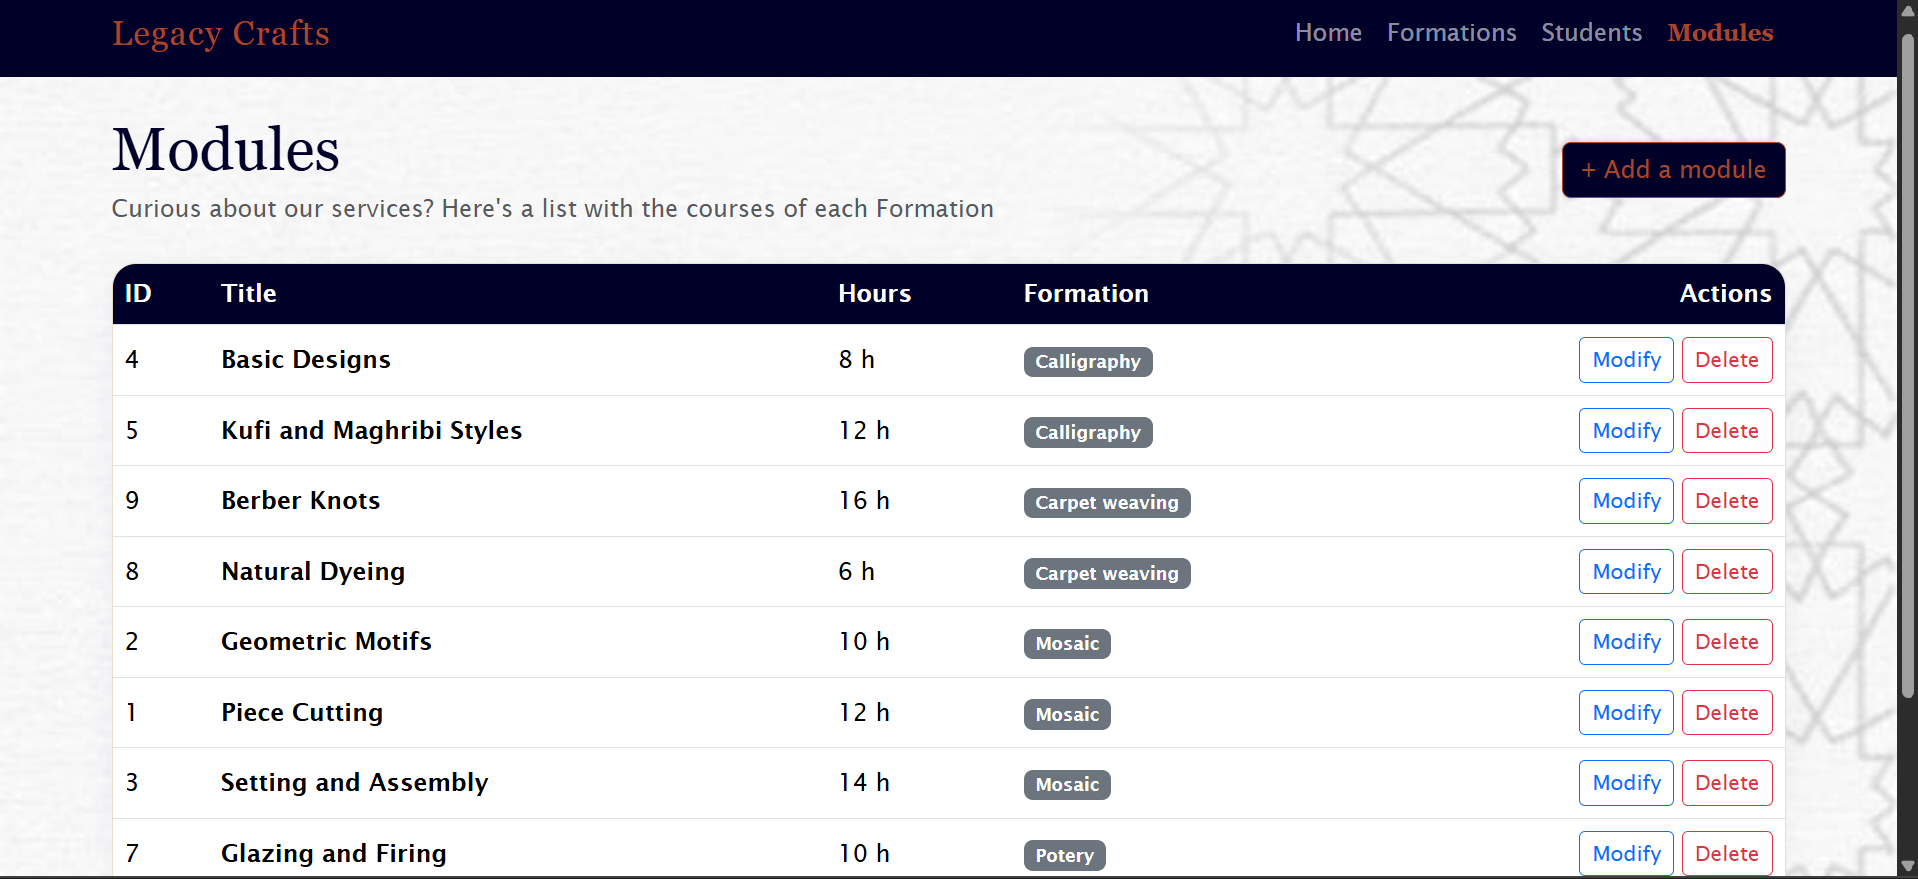 Legacy Crafts Home Formations Students Modules
Modules
+ Add a module
Curious about our services? Here's a list with the courses of each Formation
ID Title Hours Formation Actions
4 Basic Designs 8 h Calligraphy Modify Delete
5 Kufi and Maghribi Styles 12 h Calligraphy Modify Delete
9 Berber Knots 16 h Carpet weaving Modify Delete
8 Natural Dyeing 6 h Carpet weaving Modify Delete
2 Geometric Motifs 10 h Mosaic Modify Delete
1 Piece Cutting 12 h Mosaic Modify Delete
3 Setting and Assembly 14 h Mosaic Modify Delete
7 Glazing and Firing 10 h Potery Modify Delete